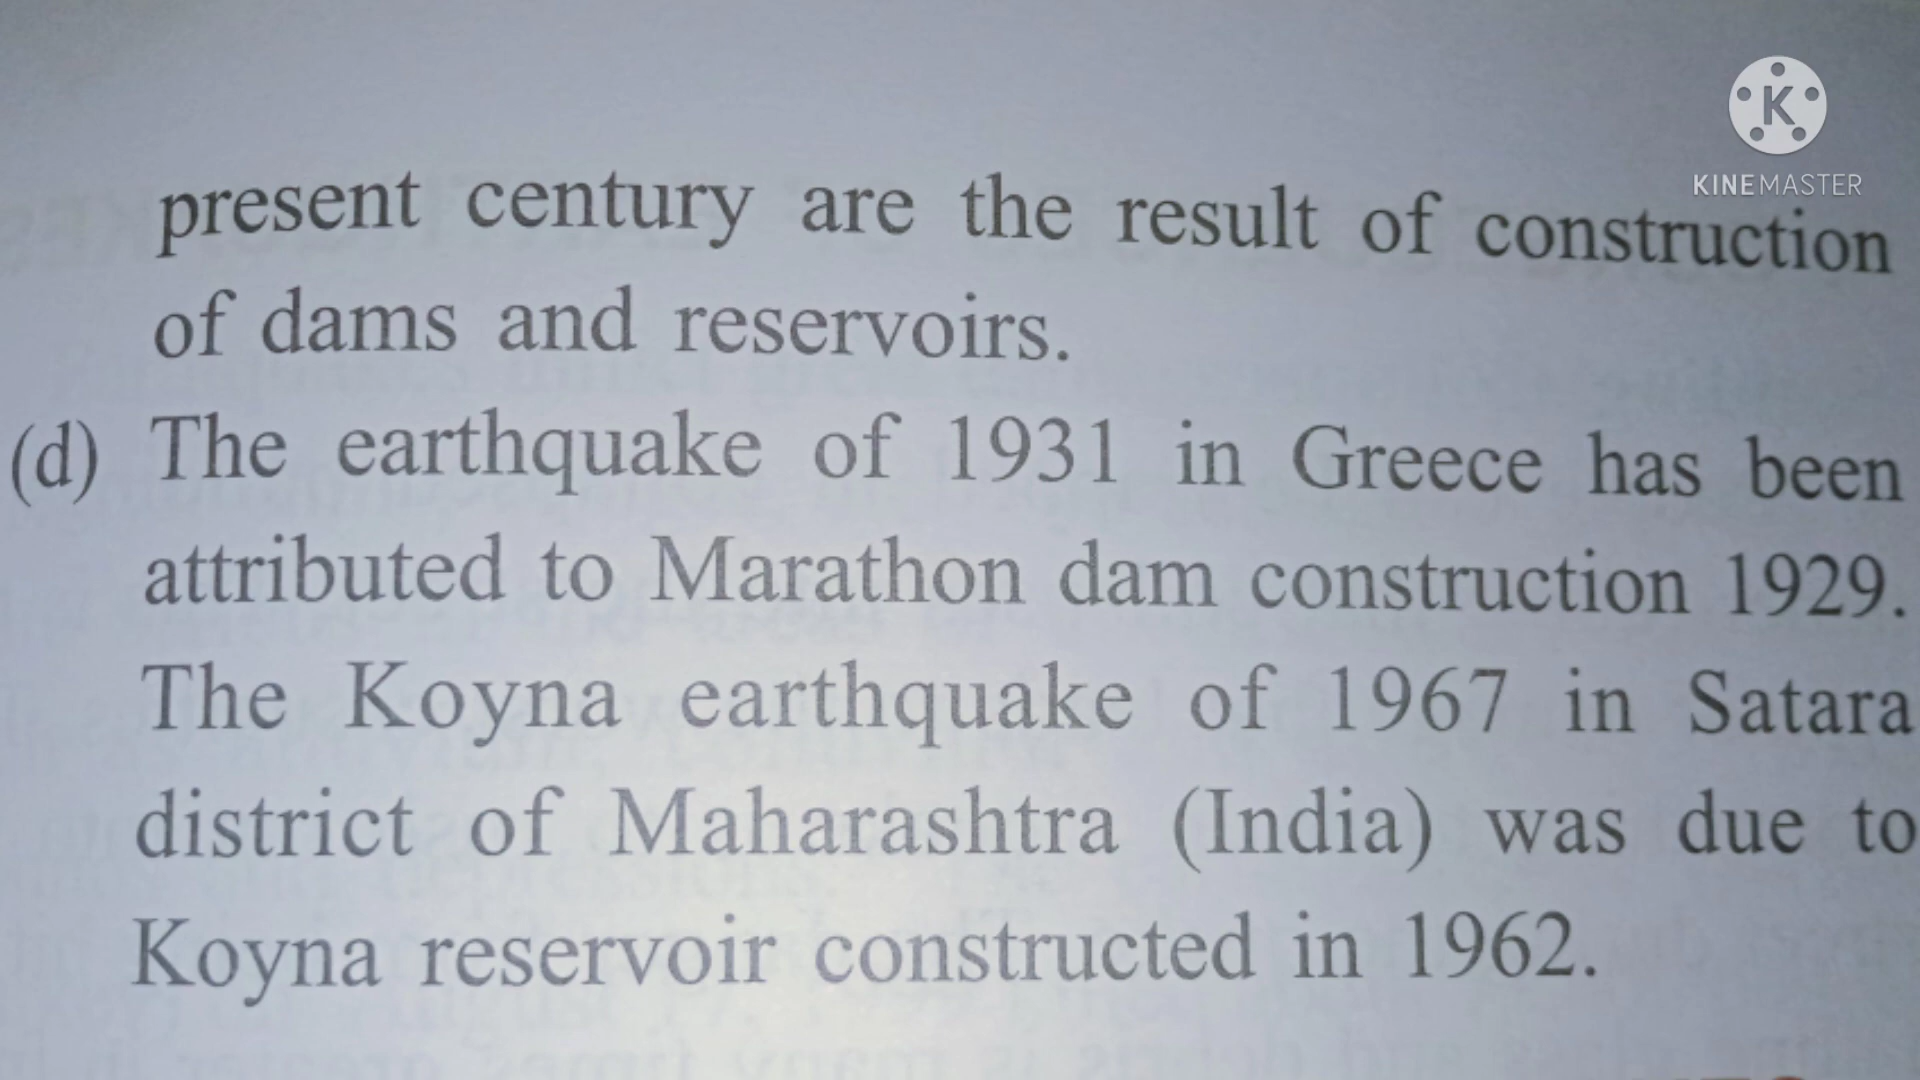 K
KINEMASTER
present century are the result of construction
of dams and reservoirs.
(d) The earthquake of 1931 in Greece has been
attributed to Marathon dam construction 1929.
The Koyna earthquake of 1967 in Satara
district of Maharashtra (India) was due to
Koyna reservoir constructed in 1962.